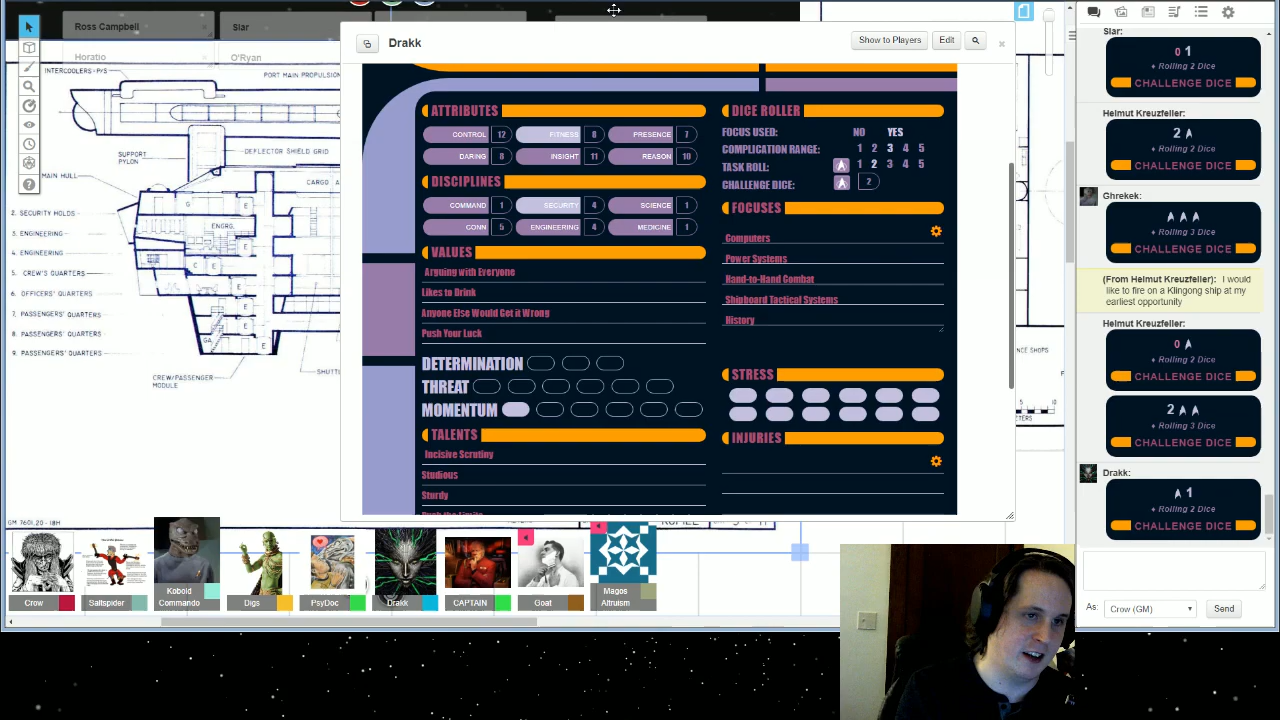 Ross Campbell
Slar
Horatio
O'Ryan
INTERCOOLERS-P/S
PORT MAIN PROPULSION
SUPPORT
PYLON
DEFLECTOR SHIELD GRID
MAIN HULL
CARGO
ENGRG.
2. SECURITY HOLDS
3. ENGINEERING
4. ENGINEERING
5. CREW'S QUARTERS
6. OFFICERS' QUARTERS
7. PASSENGERS' QUARTERS
8. PASSENGERS' QUARTERS
9. PASSENGERS' QUARTERS
CREW/PASSENGER
MODULE
Drakk
Show to Players
Edit
ATTRIBUTES
CONTROL 12 FITNESS 8 PRESENCE 7
DARING 8 INSIGHT 11 REASON 10
DISCIPLINES
COMMAND 1 SECURITY 4 SCIENCE 1
CONN 5 ENGINEERING 4 MEDICINE 1
VALUES
Arguing with Everyone
Likes to Drink
Anyone Else Would Get it Wrong
Push Your Luck
DETERMINATION
THREAT
MOMENTUM
TALENTS
Incisive Scrutiny
Studious
Sturdy
Push the Limits
DICE ROLLER
FOCUS USED: NO YES
COMPLICATION RANGE: 1 2 3 4 5
TASK ROLL: 1 2 3 4 5
CHALLENGE DICE: 2
FOCUSES
Computers
Power Systems
Hand-to-Hand Combat
Shipboard Tactical Systems
History
STRESS
INJURIES
Slar:
0 1
Rolling 2 Dice
CHALLENGE DICE
Helmut Kreuzfeller:
2
Rolling 2 Dice
CHALLENGE DICE
Ghrekek:
Rolling 3 Dice
CHALLENGE DICE
(From Helmut Kreuzfeller): I would
like to fire on a Klingong ship at my
earliest opportunity
Helmut Kreuzfeller:
0
Rolling 2 Dice
CHALLENGE DICE
2
Rolling 3 Dice
CHALLENGE DICE
Drakk:
1
Rolling 2 Dice
CHALLENGE DICE
As: Crow (GM) Send
Crow
Saltspider
Kobold
Commando
Digs
PsyDoc
Drakk
CAPTAIN
Goat
Magos
Altruism